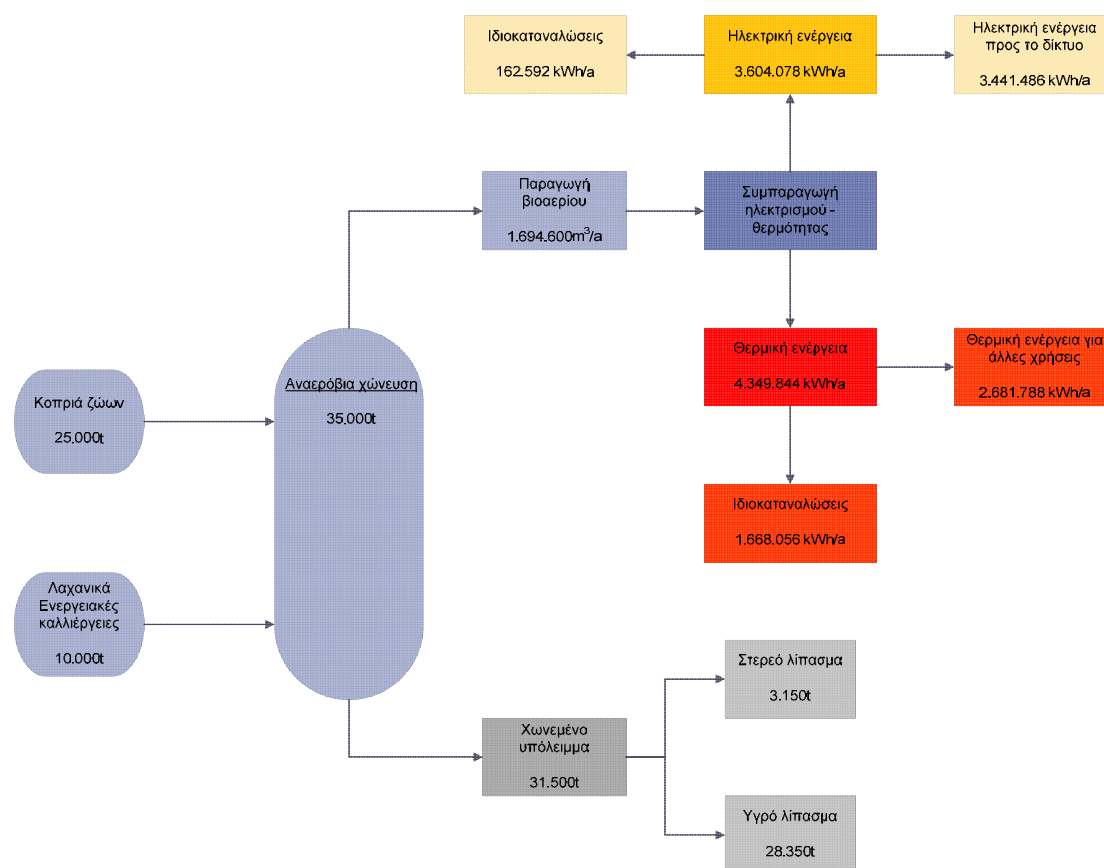 Ιδιοκαταναλώσεις
162.592 kWh/a
Ηλεκτρική ενέργεια
3.604.078 kWh/a
Ηλεκτρική ενέργεια
προς το δίκτυο
3.441.486 kWh/a
Παραγωγή
βιοαερίου
1.694.600m³/a
Συμπαραγωγή
ηλεκτρισμού -
θερμότητας
Θερμική ενέργεια
4.349.844 kWh/a
Θερμική ενέργεια για
άλλες χρήσεις
2.681.788 kWh/a
Αναερόβια χώνευση
35.000t
Κοπριά ζώων
25.000t
Ιδιοκαταναλώσεις
1.668.056 kWh/a
Λαχανικά
Ενεργειακές
καλλιέργειες
10.000t
Στερεό λίπασμα
3.150t
Χωνεμένο
υπόλειμμα
31.500t
Υγρό λίπασμα
28.350t